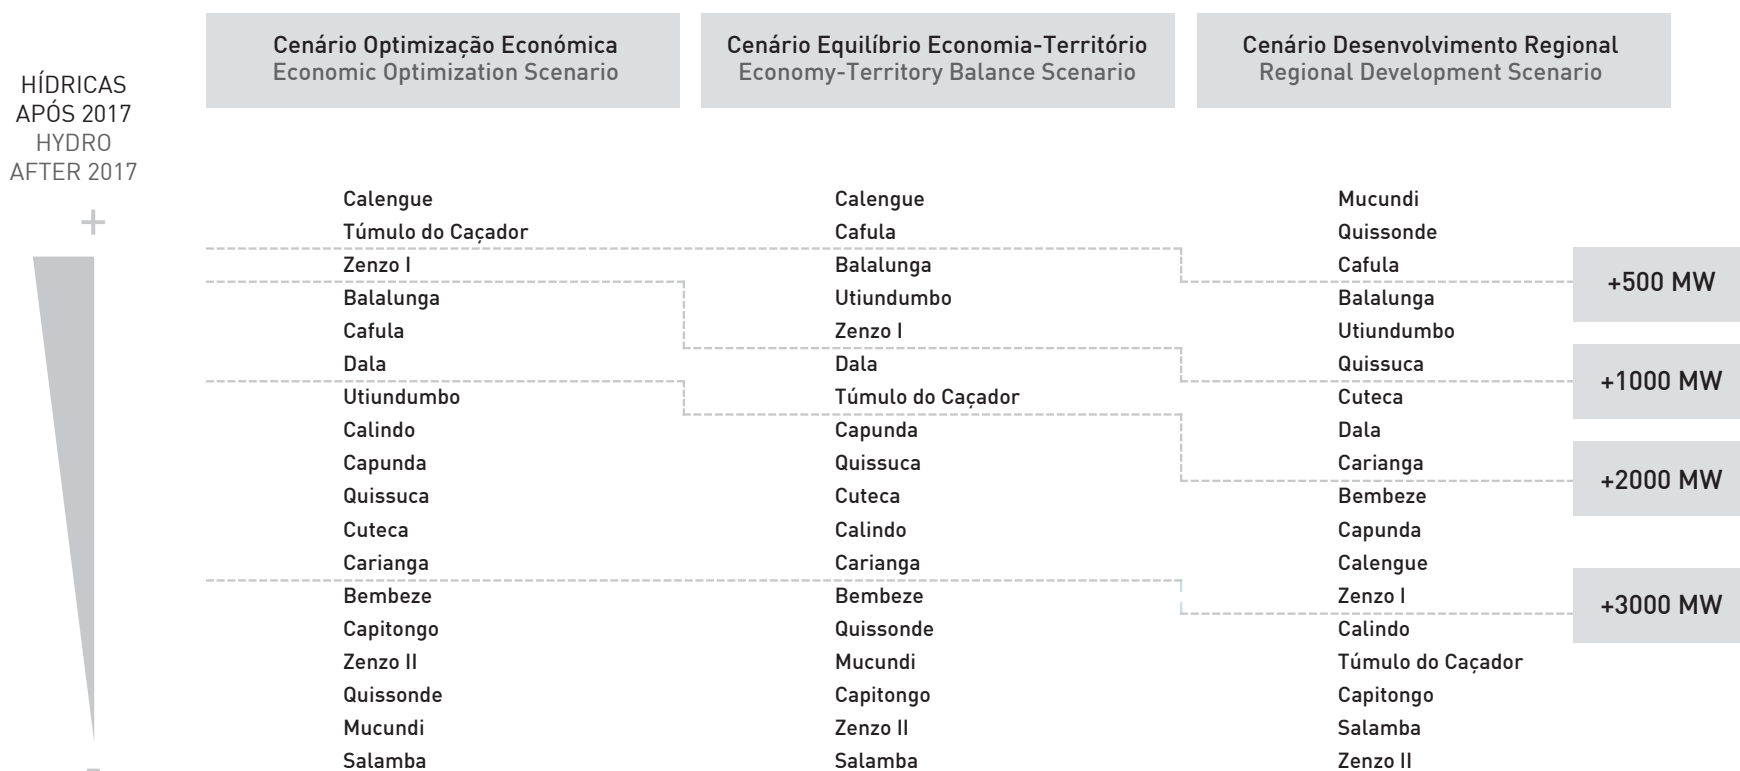 Cenário Optimização Económica
Economic Optimization Scenario
Cenário Equilíbrio Economia-Território
Economy-Territory Balance Scenario
Cenário Desenvolvimento Regional
Regional Development Scenario
HÍDRICAS
APÓS 2017
HYDRO
AFTER 2017
+
Calengue
Túmulo do Caçador
Zenzo I
Balalunga
Cafula
Dala
Utiundumbo
Calindo
Capunda
Quissuca
Cuteca
Carianga
Bembeze
Capitongo
Zenzo II
Quissonde
Mucundi
Salamba
Calengue
Cafula
Balalunga
Utiundumbo
Zenzo I
Dala
Túmulo do Caçador
Capunda
Quissuca
Cuteca
Calindo
Carianga
Bembeze
Quissonde
Mucundi
Capitongo
Zenzo II
Salamba
Mucundi
Quissonde
Cafula
Balalunga
Utiundumbo
Quissuca
Cuteca
Dala
Carianga
Bembeze
Capunda
Calengue
Zenzo I
Calindo
Túmulo do Caçador
Capitongo
Salamba
Zenzo II
+500 MW
+1000 MW
+2000 MW
+3000 MW
-